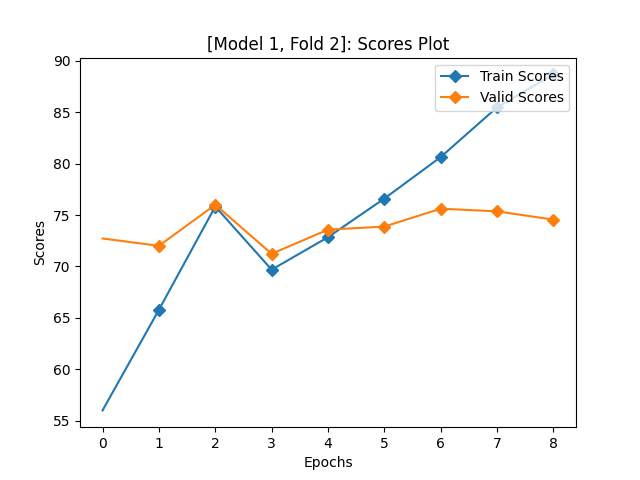 [Model 1, Fold 2]: Scores Plot
90
85
80
75
70
65
60
55
Scores
Train Scores
Valid Scores
0 1 2 3 4 5 6 7 8
Epochs